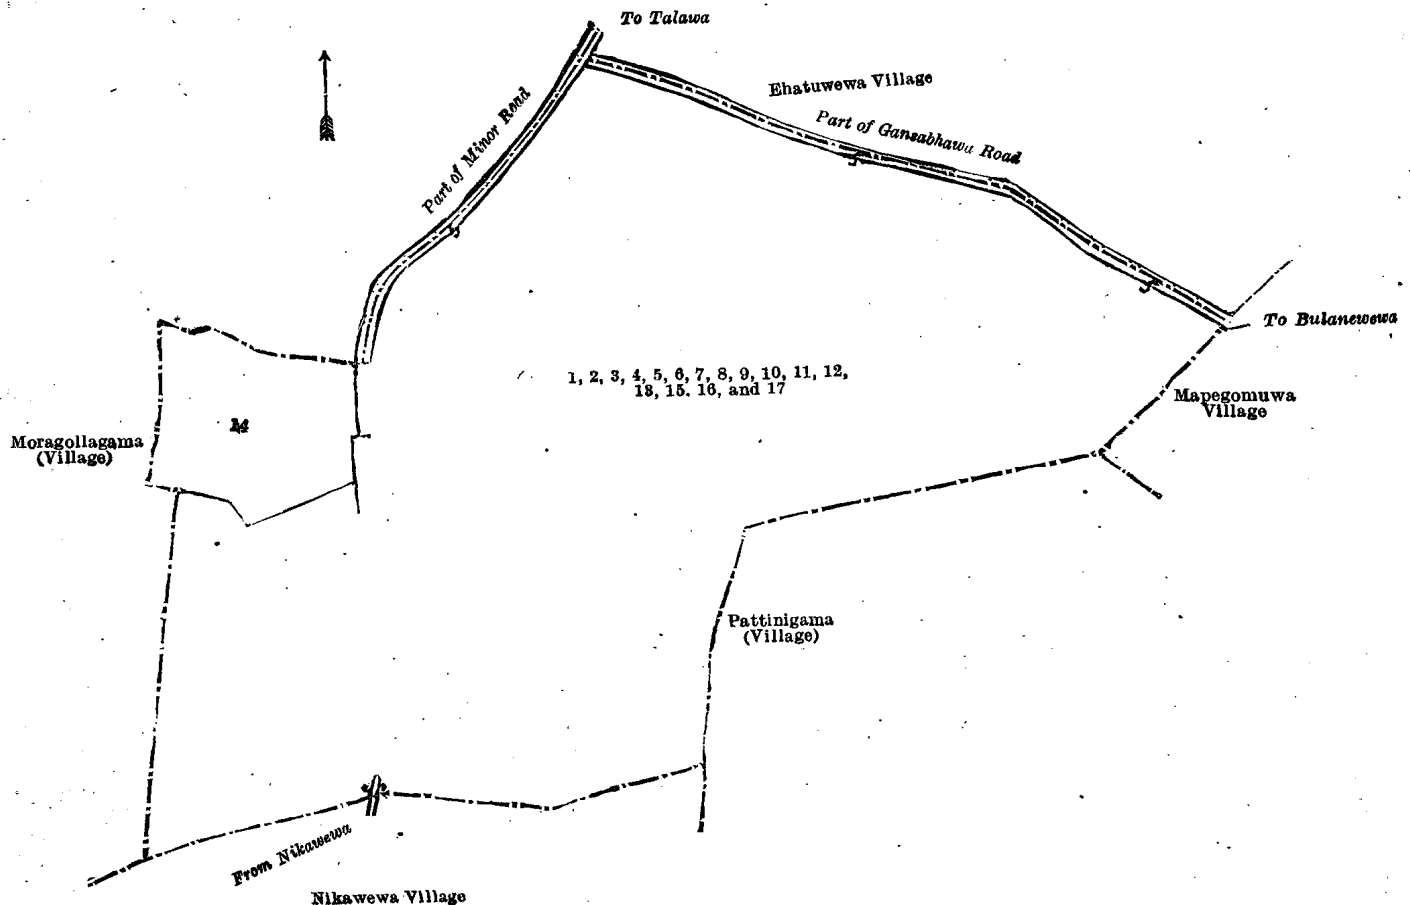 To Talawa
Ehatuwewa Village
Part of Gansabhawa Road
Part of Minor Road
To Bulanewewa
1, 2, 3, 4, 5, 6, 7, 8, 9, 10, 11, 12,
13, 15, 16, and 17
Mapegomuwa
Village
M
Moragollagama
(Village)
Pattinigama
(Village)
From Nikawewa
Nikawewa Village